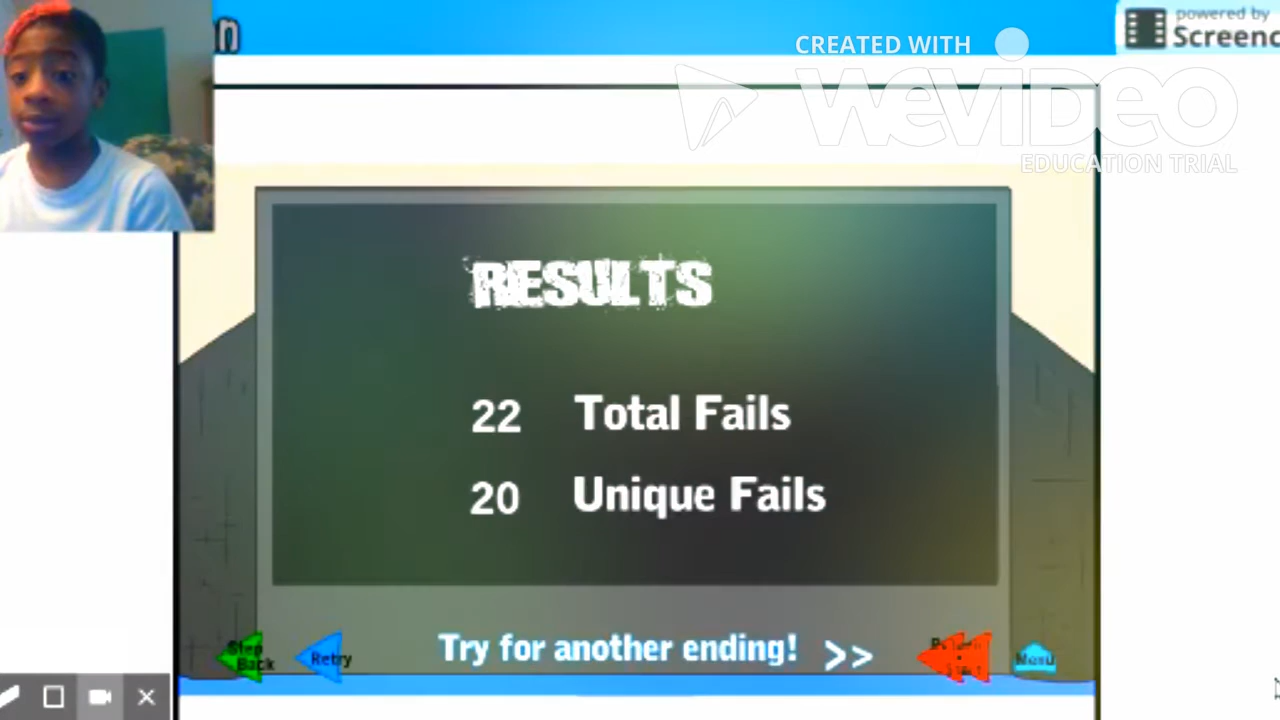 n
powered by
Screenc
CREATED WITH
WEVIDEO
EDUCATION TRIAL
RESULTS
22 Total Fails
20 Unique Fails
Step
Back
Retry
Try for another ending! >>
Menu